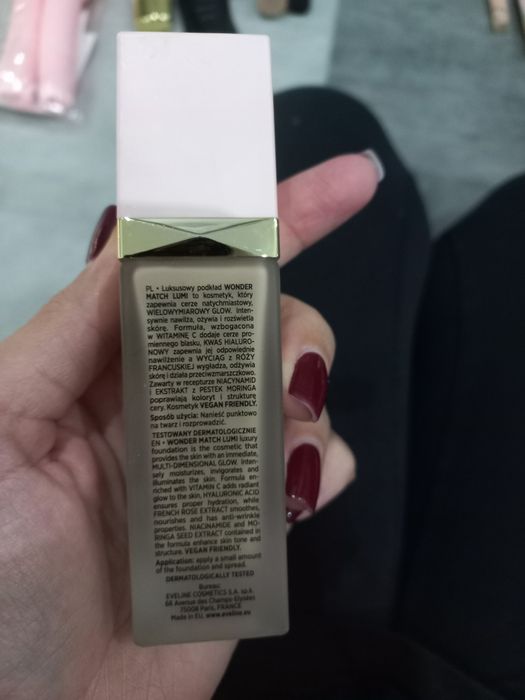 PL • Luksusowy podkład WONDER
MATCH LUMI to kosmetyk, który
zapewnia cerze natychmiastowy,
WIELOWYMIAROWY GLOW. Inten-
sywnie nawilża, ożywia i rozświetla
skórę. Formuła, wzbogacona
w WITAMINĘ C dodaje cerze pro-
miennego blasku, KWAS HIALURO-
NOWY zapewnia jej odpowiednie
nawilżenie a WYCIĄG z RÓŻY
FRANCUSKIEJ wygładza, odżywia
skórę i działa przeciwzmarszczkowo.
Zawarty w recepturze NIACYNAMID
i EKSTRAKT z PESTEK MORINGA
poprawiają koloryt i strukturę
cery. Kosmetyk VEGAN FRIENDLY.
Sposób użycia: Nanieść punktowo
na twarz i rozprowadzić.
TESTOWANY DERMATOLOGICZNIE
EN • WONDER MATCH LUMI luxury
foundation is the cosmetic that
provides the skin with an immediate,
MULTI-DIMENSIONAL GLOW. Inten-
sely moisturizes, invigorates and
illuminates the skin. Formula en-
riched with VITAMIN C adds radiant
glow to the skin, HYALURONIC ACID
ensures proper hydration, while
FRENCH ROSE EXTRACT smoothes,
nourishes and has anti-wrinkle
properties. NIACINAMIDE and MO-
RINGA SEED EXTRACT contained in
the formula enhance skin tone and
structure. VEGAN FRIENDLY.
Application: apply a small amount
of the foundation and spread.
DERMATOLOGICALLY TESTED
Bureau:
EVELINE COSMETICS S.A. sp.k.
68 Avenue des Champs-Elysées
75008 Paris, FRANCE
Made in EU, www.eveline.eu